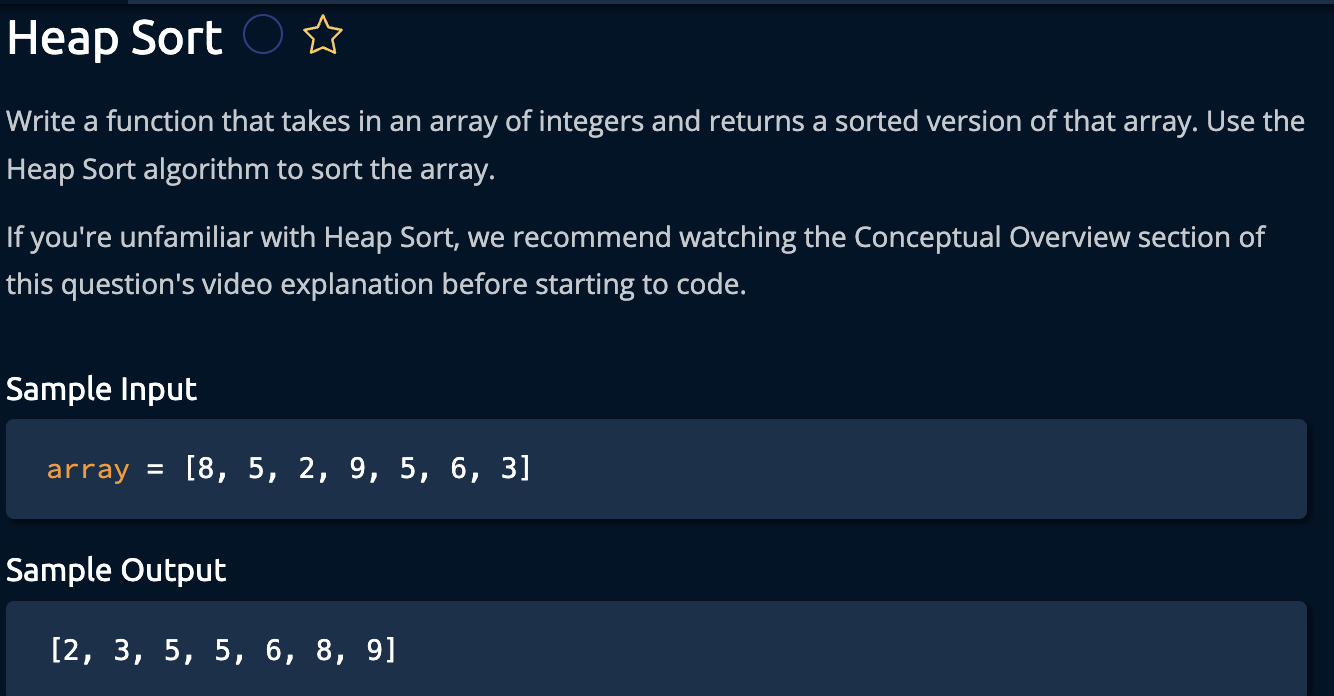 Heap Sort
Write a function that takes in an array of integers and returns a sorted version of that array. Use the
Heap Sort algorithm to sort the array.
If you're unfamiliar with Heap Sort, we recommend watching the Conceptual Overview section of
this question's video explanation before starting to code.
Sample Input
array = [8, 5, 2, 9, 5, 6, 3]
Sample Output
[2, 3, 5, 5, 6, 8, 9]